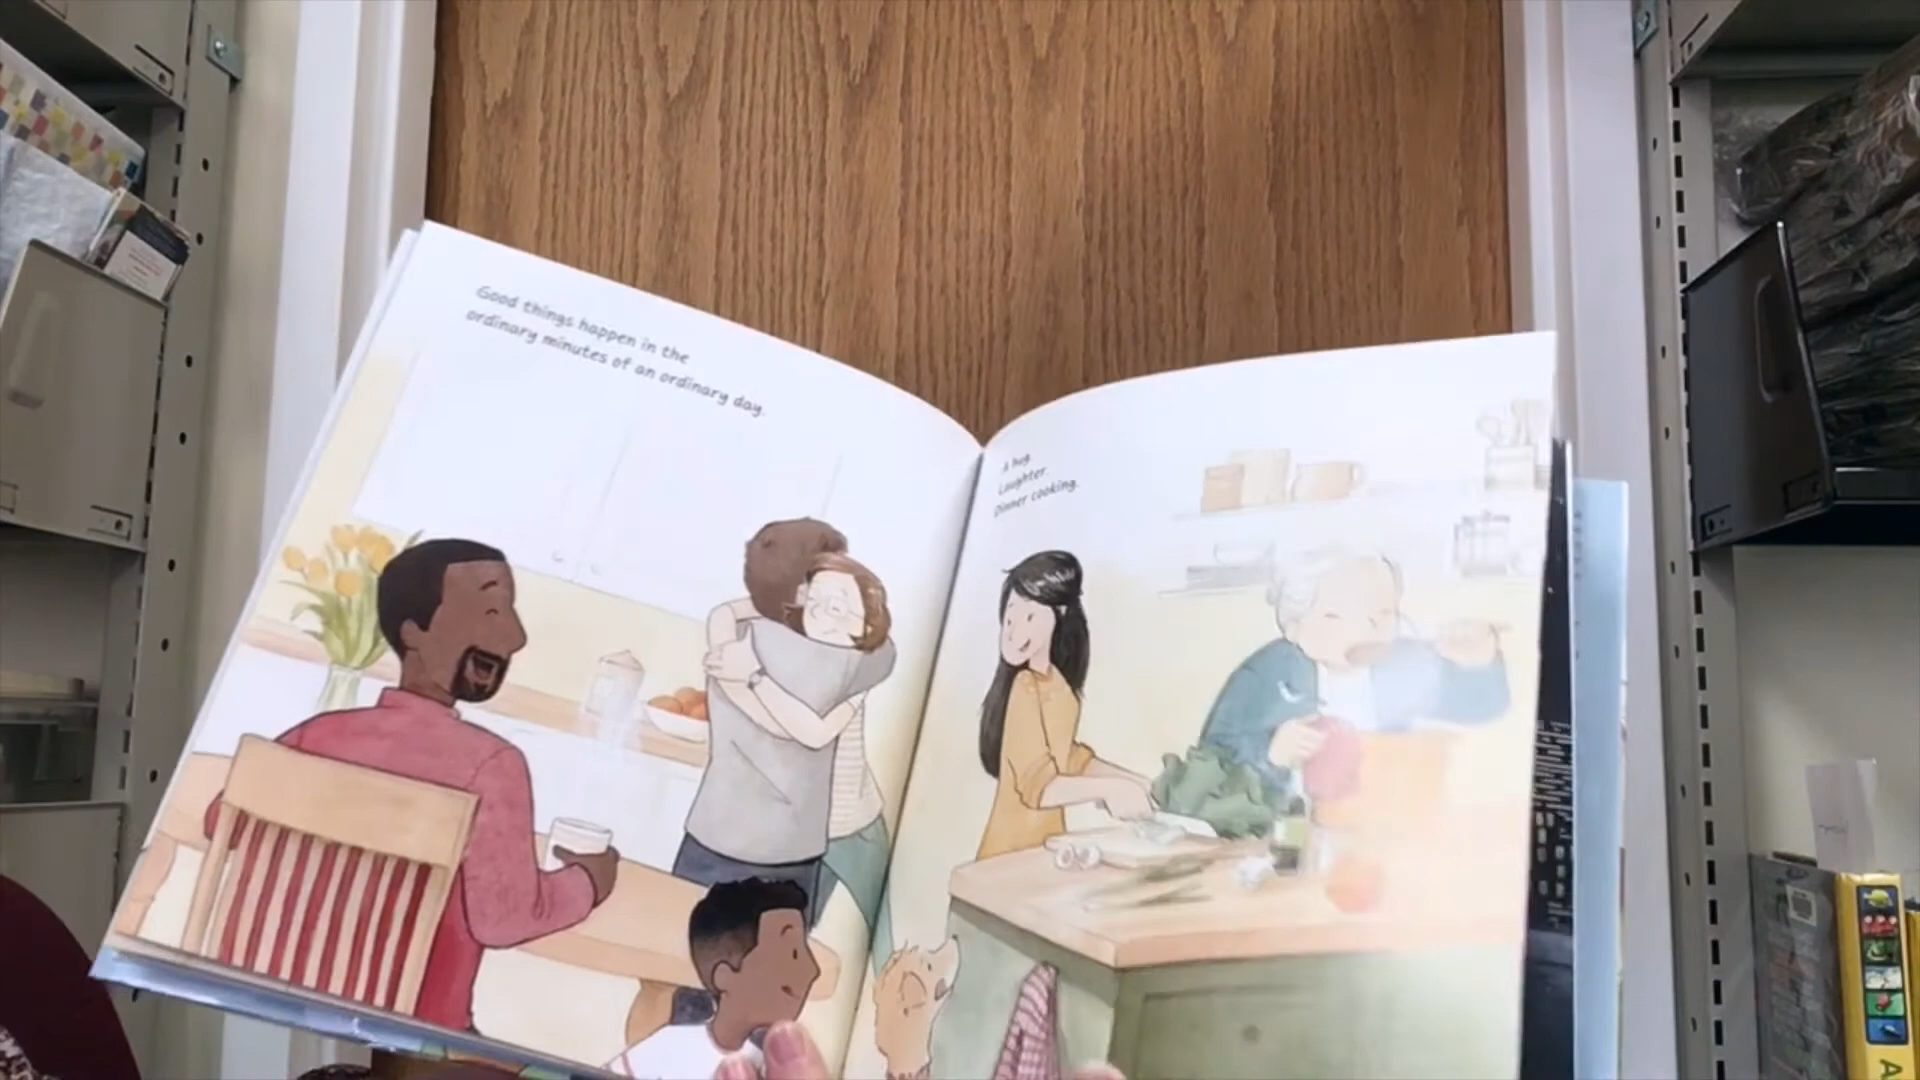 Good things happen in the
ordinary minutes of an ordinary day.
A hug.
Laughter.
Dinner cooking.
A